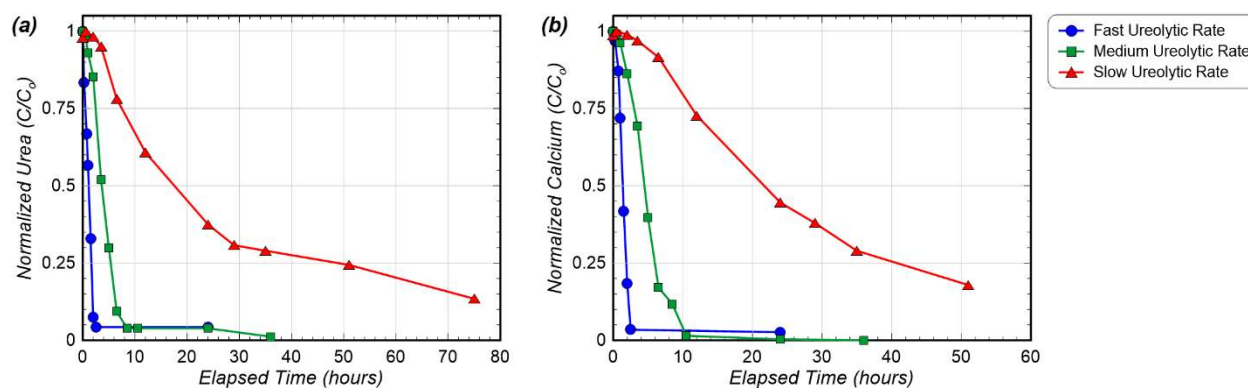 (a)
Normalized Urea (C/Co)
1
0.75
0.5
0.25
0
0 10 20 30 40 50 60 70 80
Elapsed Time (hours)
(b)
Normalized Calcium (C/Co)
1
0.75
0.5
0.25
0
0 10 20 30 40 50 60
Elapsed Time (hours)
Fast Ureolytic Rate
Medium Ureolytic Rate
Slow Ureolytic Rate